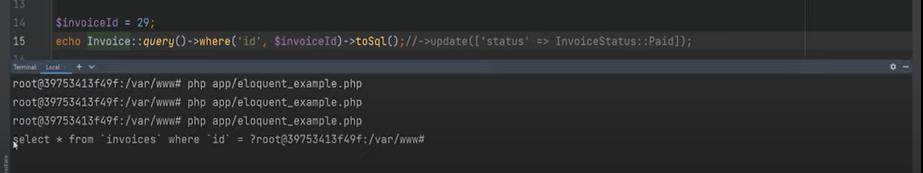 13
14 $invoiceId = 29;
15 echo Invoice::query()->where('id', $invoiceId)->toSql();//->update(['status' => InvoiceStatus::Paid]);
Terminal: Local × + ∨
root@39753413f49f:/var/www# php app/eloquent_example.php
root@39753413f49f:/var/www# php app/eloquent_example.php
root@39753413f49f:/var/www# php app/eloquent_example.php
select * from `invoices` where `id` = ?root@39753413f49f:/var/www#